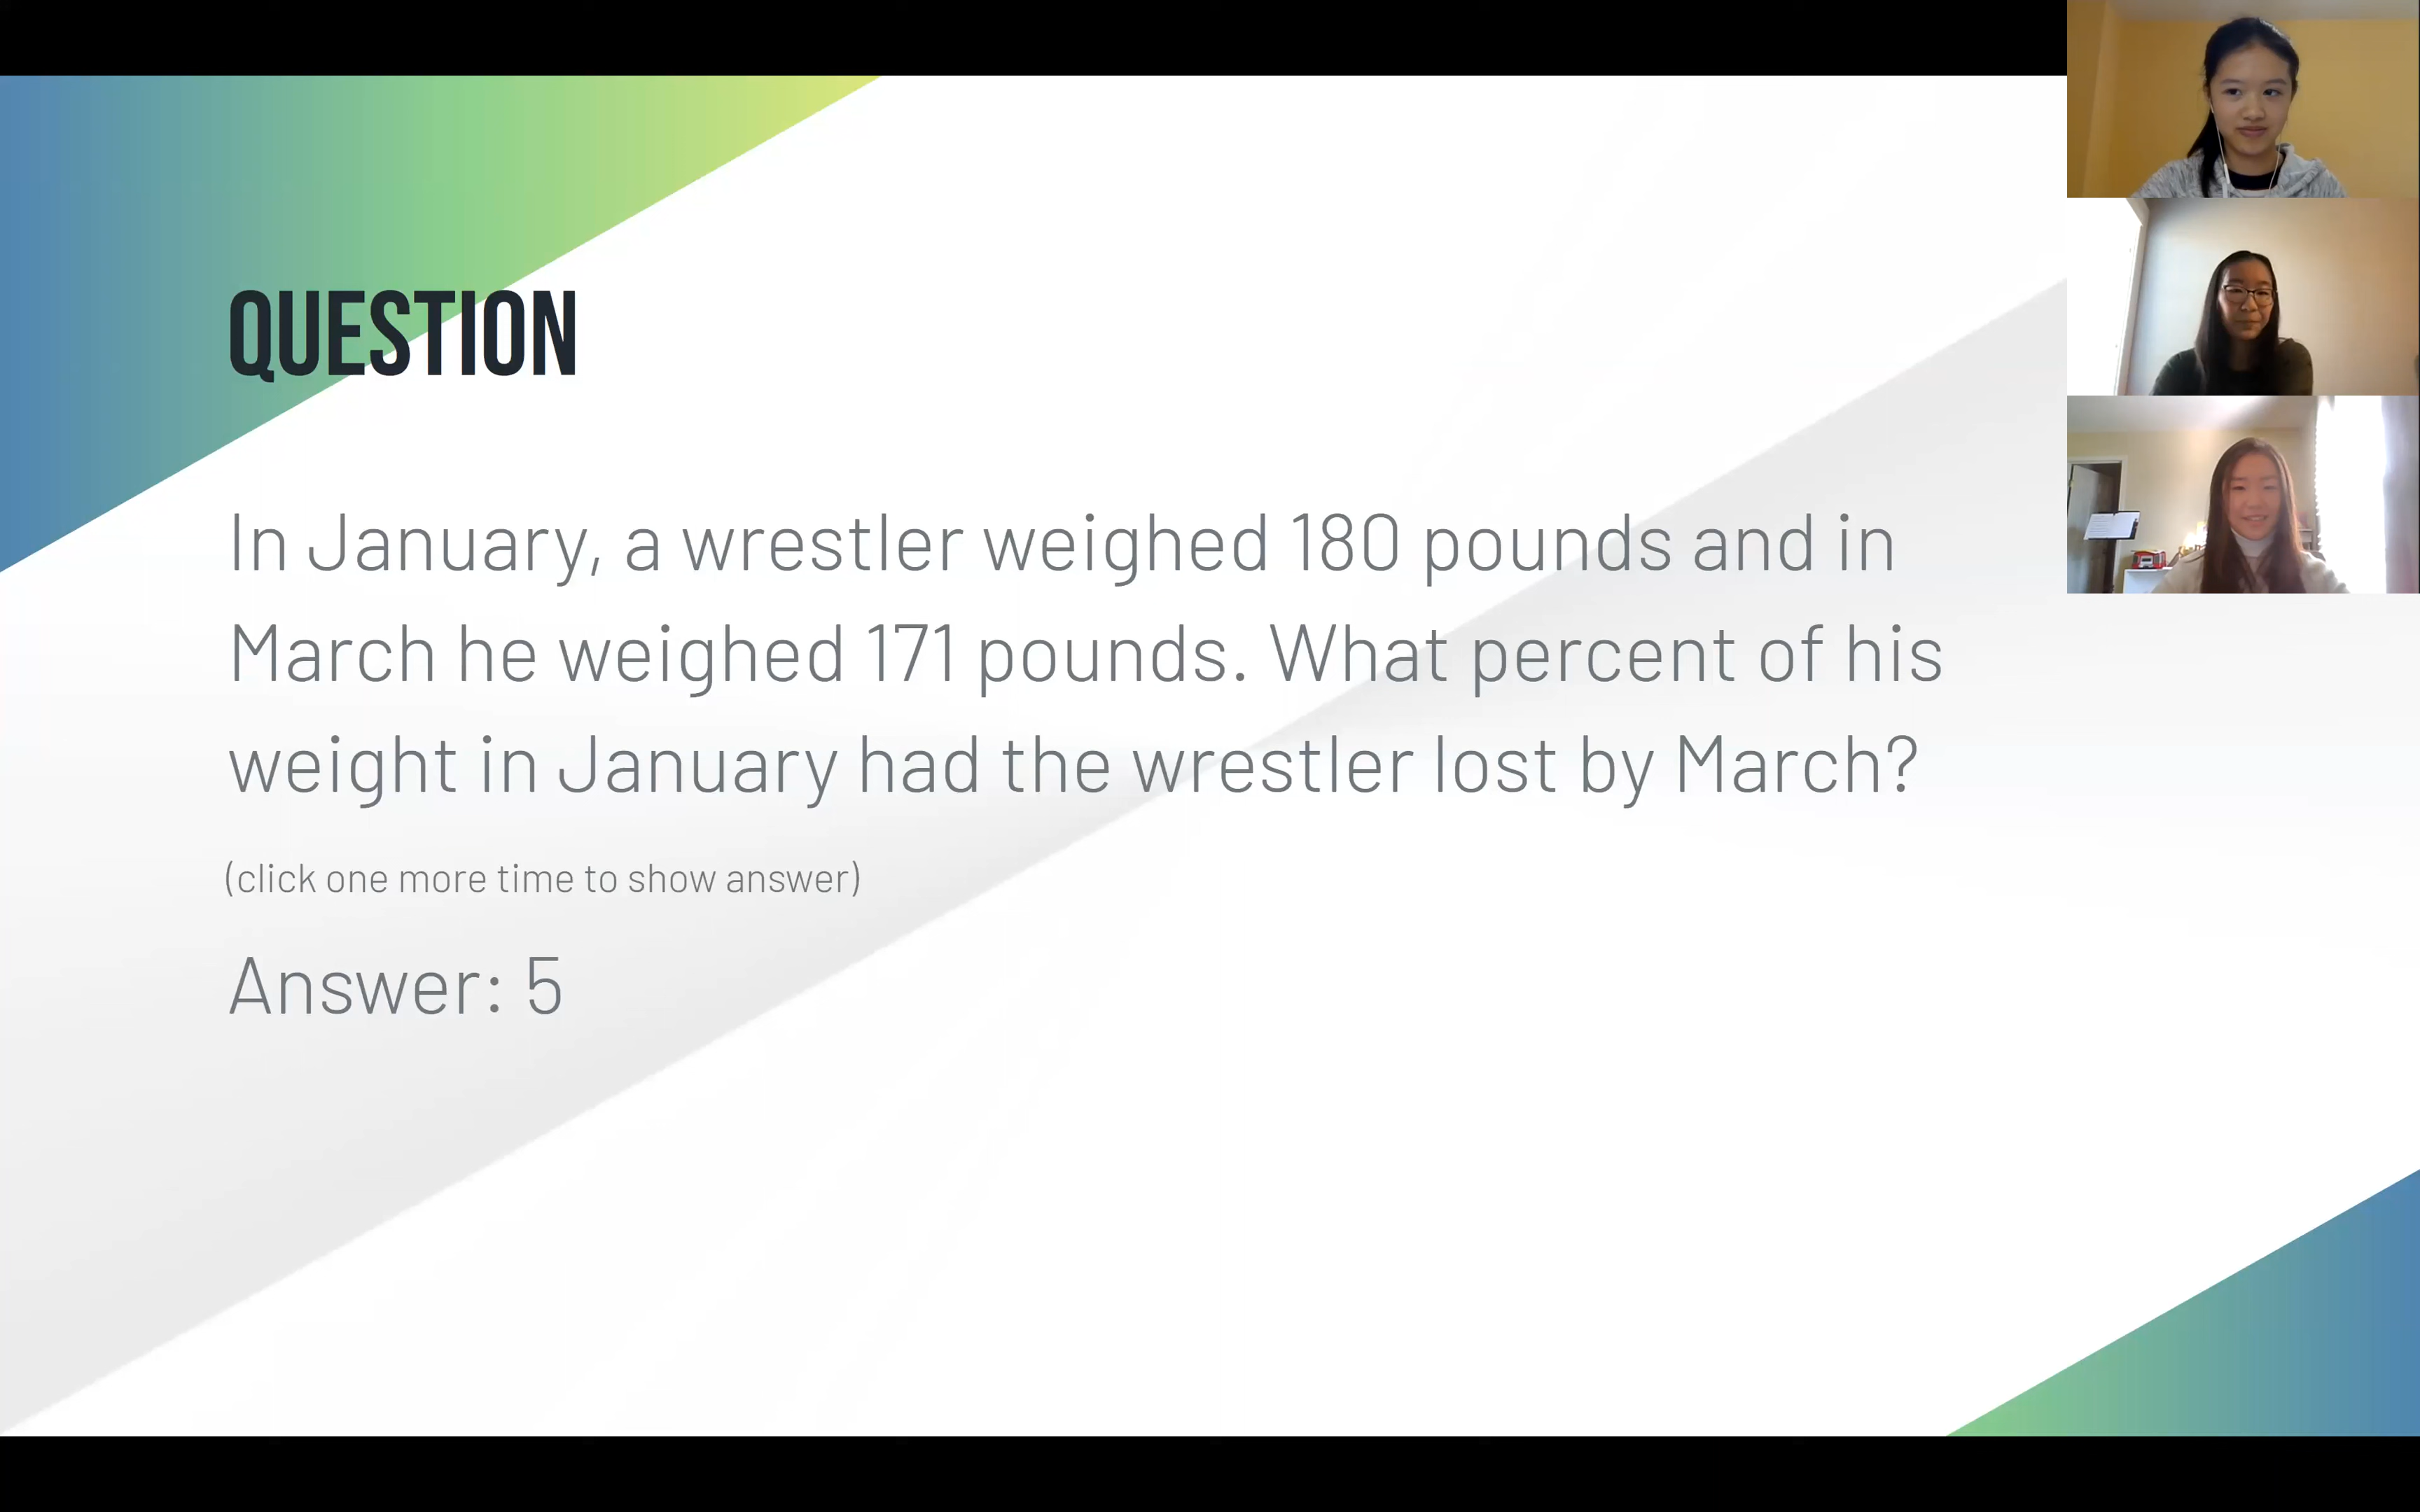 QUESTION
In January, a wrestler weighed 180 pounds and in
March he weighed 171 pounds. What percent of his
weight in January had the wrestler lost by March?
(click one more time to show answer)
Answer: 5